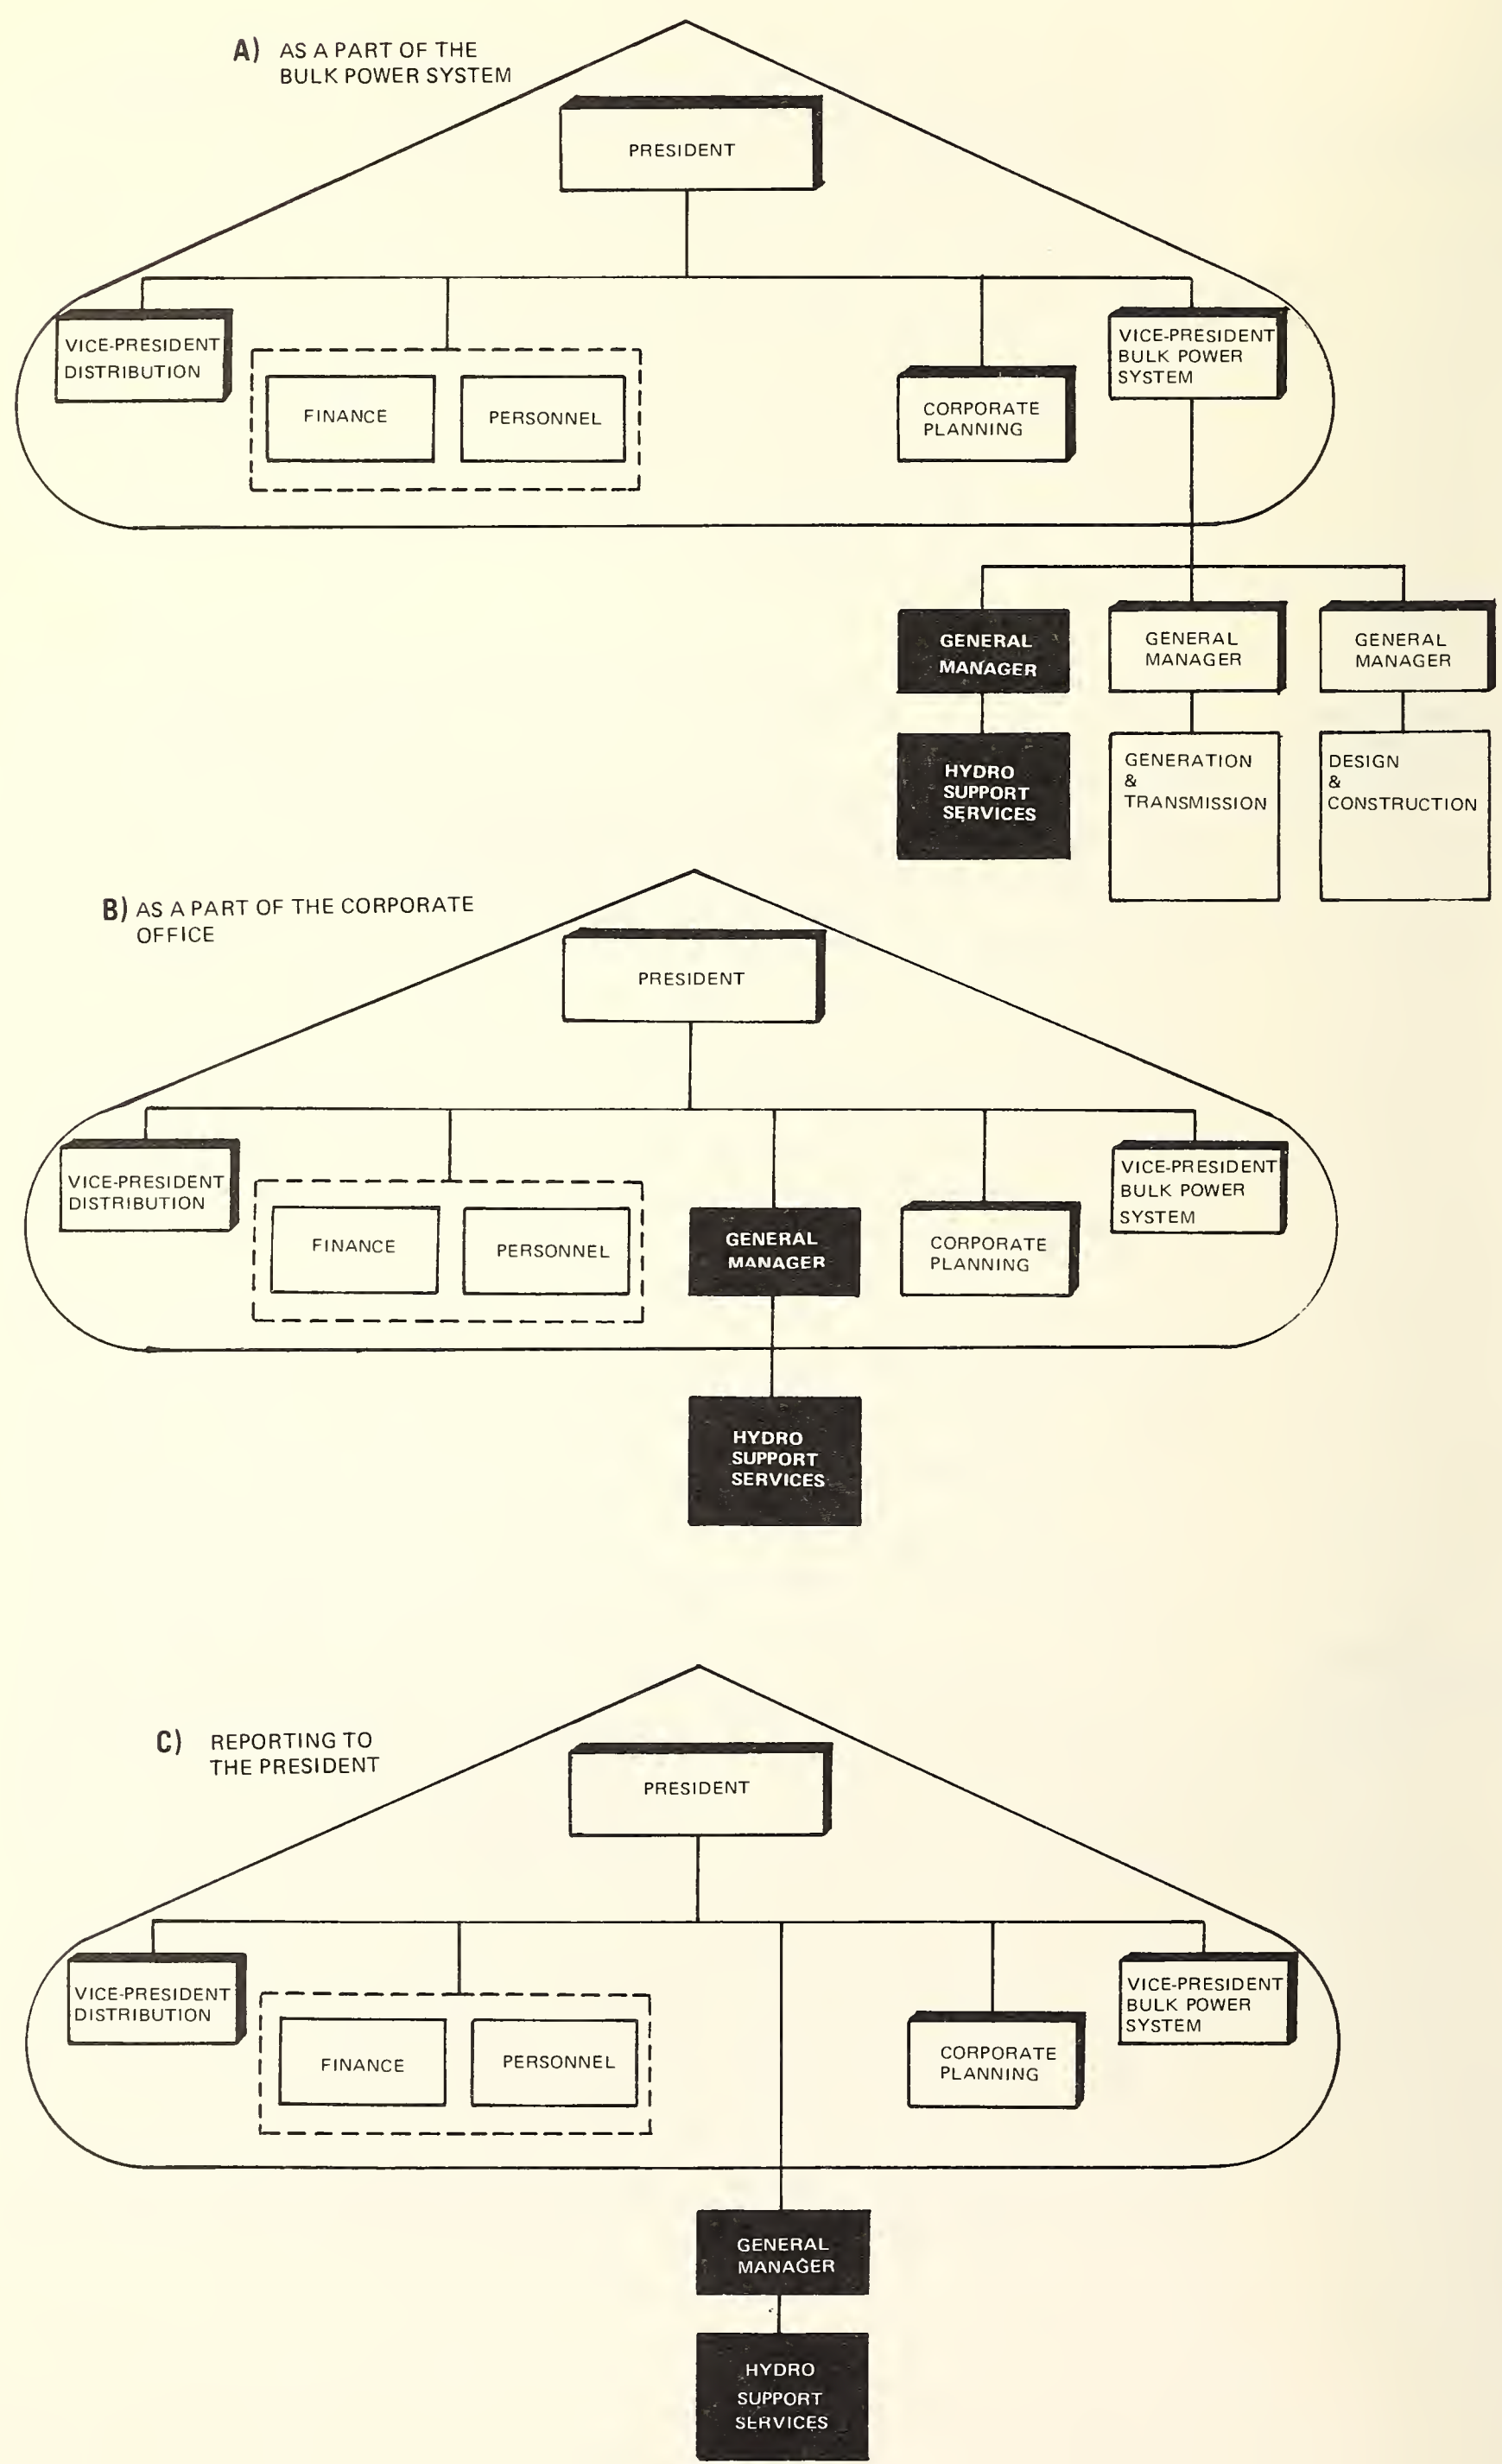 A) AS A PART OF THE
BULK POWER SYSTEM
PRESIDENT
VICE-PRESIDENT
DISTRIBUTION
FINANCE
PERSONNEL
CORPORATE
PLANNING
VICE-PRESIDENT
BULK POWER
SYSTEM
GENERAL
MANAGER
GENERAL
MANAGER
GENERAL
MANAGER
HYDRO
SUPPORT
SERVICES
GENERATION
&
TRANSMISSION
DESIGN
&
CONSTRUCTION
B) AS A PART OF THE CORPORATE
OFFICE
PRESIDENT
VICE-PRESIDENT
DISTRIBUTION
FINANCE
PERSONNEL
GENERAL
MANAGER
CORPORATE
PLANNING
VICE-PRESIDENT
BULK POWER
SYSTEM
HYDRO
SUPPORT
SERVICES
C) REPORTING TO
THE PRESIDENT
PRESIDENT
VICE-PRESIDENT
DISTRIBUTION
FINANCE
PERSONNEL
CORPORATE
PLANNING
VICE-PRESIDENT
BULK POWER
SYSTEM
GENERAL
MANAGER
HYDRO
SUPPORT
SERVICES